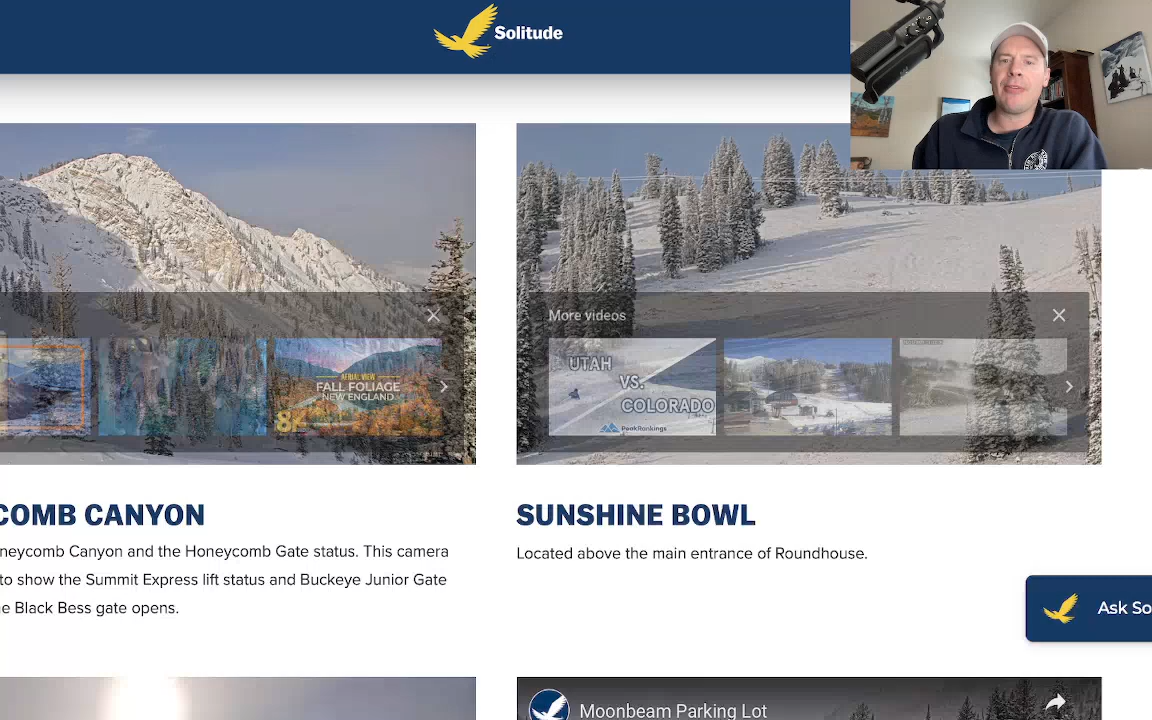 Solitude
More videos
UTAH
VS.
COLORADO
PeakRankings
AERIAL VIEW
FALL FOLIAGE
NEW ENGLAND
COMB CANYON
neycomb Canyon and the Honeycomb Gate status. This camera
to show the Summit Express lift status and Buckeye Junior Gate
e Black Bess gate opens.
SUNSHINE BOWL
Located above the main entrance of Roundhouse.
Ask So
Moonbeam Parking Lot